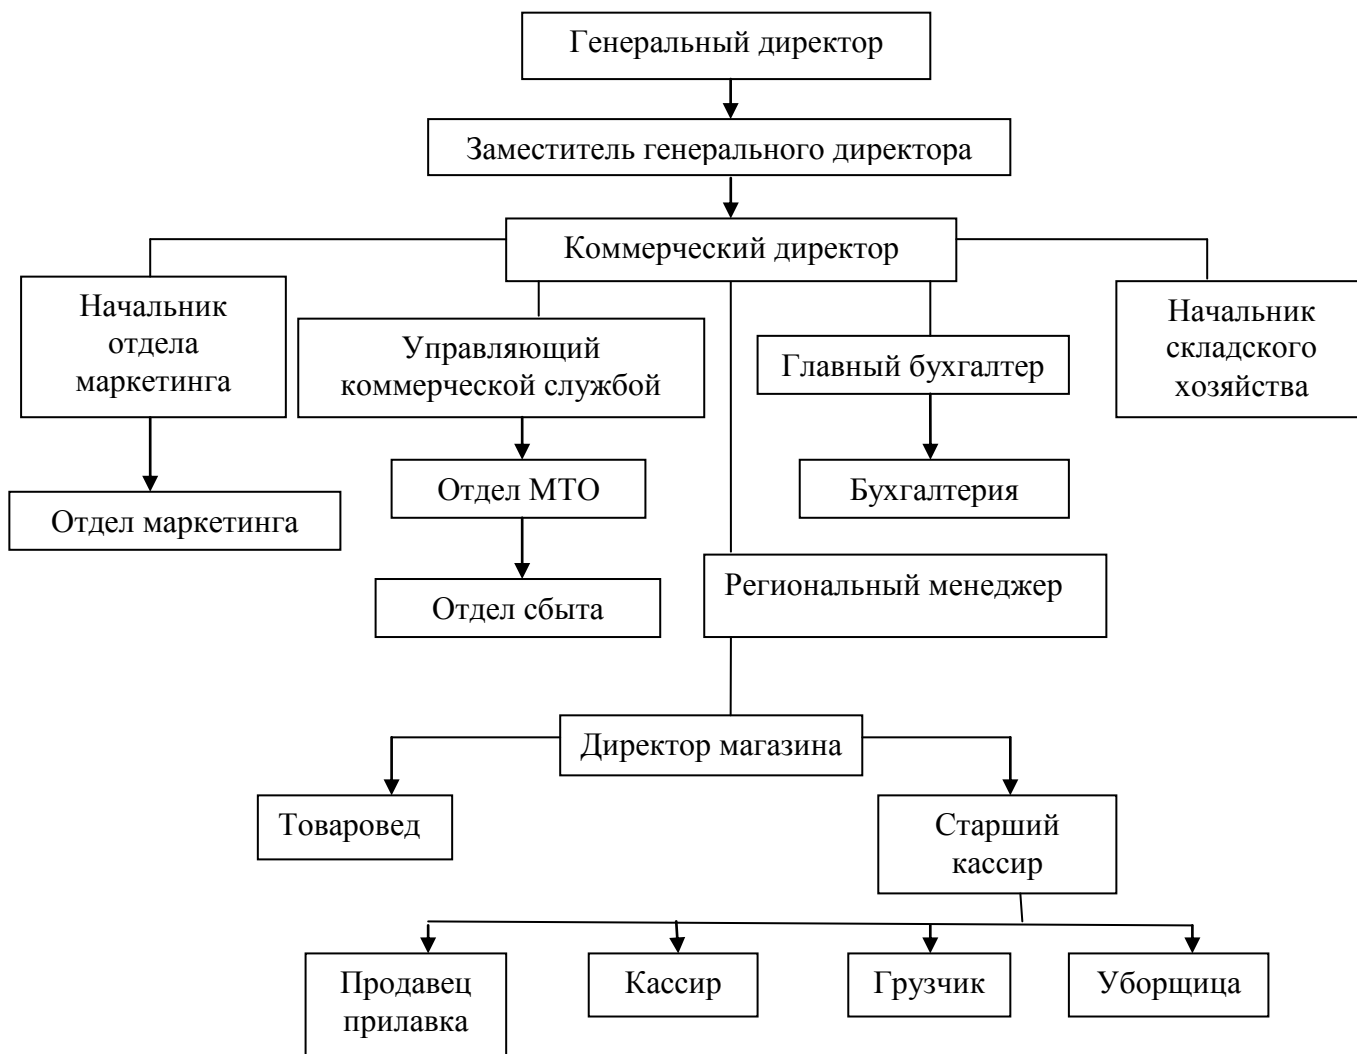 Генеральный директор
Заместитель генерального директора
Коммерческий директор
Начальник
отдела
маркетинга
Управляющий
коммерческой службой
Главный бухгалтер
Начальник
складского
хозяйства
Отдел маркетинга
Отдел МТО
Бухгалтерия
Отдел сбыта
Региональный менеджер
Директор магазина
Товаровед
Старший
кассир
Продавец
прилавка
Кассир
Грузчик
Уборщица